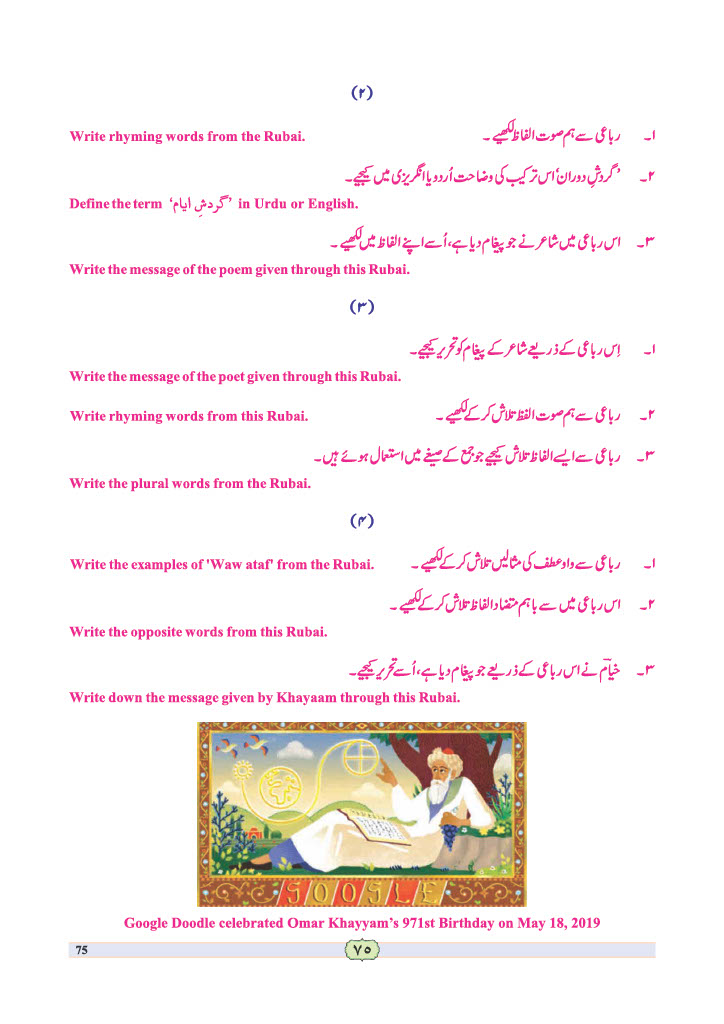 (۲)
۱۔ رباعی سے ہم صوت الفاظ لکھیے ۔
Write rhyming words from the Rubai.
۲۔ ’گردشِ دوراں‘ اس ترکیب کی وضاحت اُردو یا انگریزی میں کیجیے۔
Define the term ‘گردشِ ایام’ in Urdu or English.
۳۔ اس رباعی میں شاعر نے جو پیغام دیا ہے، اُسے اپنے الفاظ میں لکھیے ۔
Write the message of the poem given through this Rubai.
(۳)
۱۔ اِس رباعی کے ذریعے شاعر کے پیغام کو تحریر کیجیے۔
Write the message of the poet given through this Rubai.
۲۔ رباعی سے ہم صوت الفظ تلاش کر کے لکھیے ۔
Write rhyming words from this Rubai.
۳۔ رباعی سے ایسے الفاظ تلاش کیجیے جو جمع کے صیغے میں استعمال ہوئے ہیں۔
Write the plural words from the Rubai.
(۴)
۱۔ رباعی سے واو عطف کی مثالیں تلاش کر کے لکھیے ۔
Write the examples of 'Waw ataf' from the Rubai.
۲۔ اس رباعی میں سے باہم متضاد الفاظ تلاش کر کے لکھیے ۔
Write the opposite words from this Rubai.
۳۔ خیامؔ نے اس رباعی کے ذریعے جو پیغام دیا ہے، اُسے تحریر کیجیے۔
Write down the message given by Khayaam through this Rubai.
GOOGLE
Google Doodle celebrated Omar Khayyam’s 971st Birthday on May 18, 2019
75
۷۵